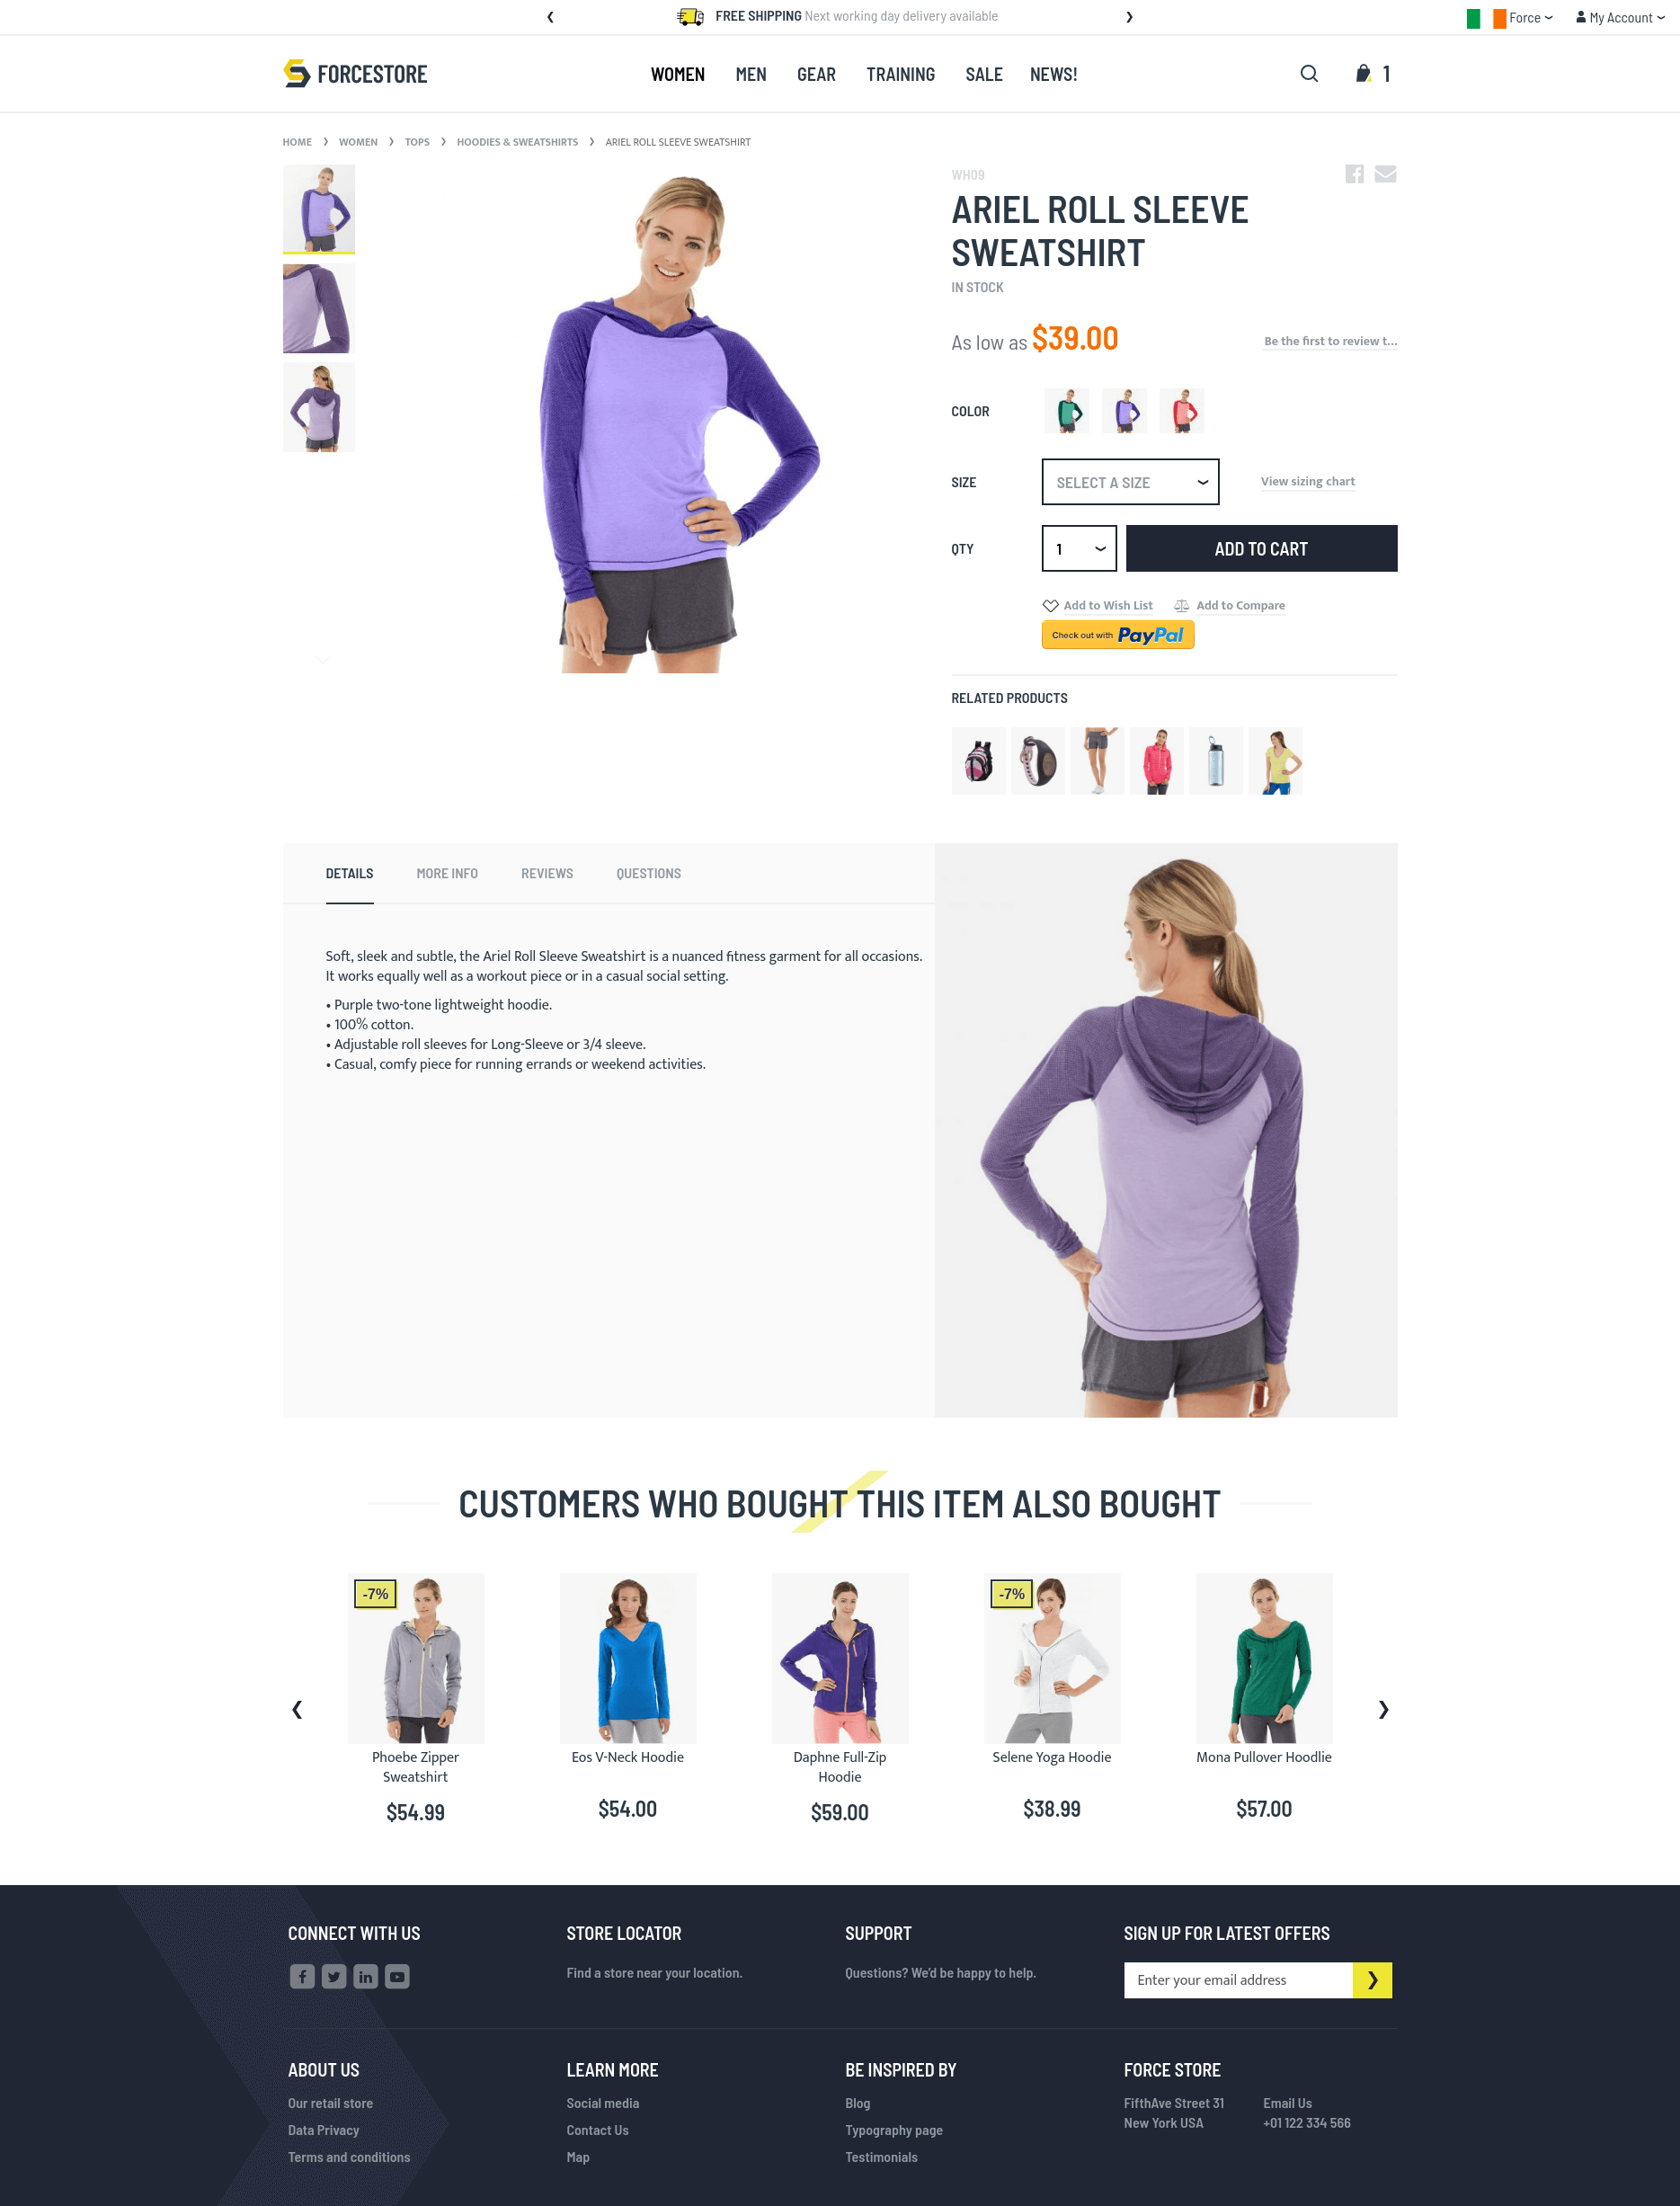 FREE SHIPPING Next working day delivery available
Force
My Account
FORCESTORE
WOMEN MEN GEAR TRAINING SALE NEWS!
1
HOME ❯ WOMEN ❯ TOPS ❯ HOODIES & SWEATSHIRTS ❯ ARIEL ROLL SLEEVE SWEATSHIRT
WH09
ARIEL ROLL SLEEVE
SWEATSHIRT
IN STOCK
As low as $39.00
Be the first to review t...
COLOR
SIZE
SELECT A SIZE
View sizing chart
QTY
1
ADD TO CART
Add to Wish List
Add to Compare
Check out with PayPal
RELATED PRODUCTS
DETAILS MORE INFO REVIEWS QUESTIONS
Soft, sleek and subtle, the Ariel Roll Sleeve Sweatshirt is a nuanced fitness garment for all occasions.
It works equally well as a workout piece or in a casual social setting.
• Purple two-tone lightweight hoodie.
• 100% cotton.
• Adjustable roll sleeves for Long-Sleeve or 3/4 sleeve.
• Casual, comfy piece for running errands or weekend activities.
CUSTOMERS WHO BOUGHT THIS ITEM ALSO BOUGHT
-7%
Phoebe Zipper
Sweatshirt
$54.99
Eos V-Neck Hoodie
$54.00
Daphne Full-Zip
Hoodie
$59.00
-7%
Selene Yoga Hoodie
$38.99
Mona Pullover Hoodlie
$57.00
CONNECT WITH US
STORE LOCATOR
Find a store near your location.
SUPPORT
Questions? We'd be happy to help.
SIGN UP FOR LATEST OFFERS
Enter your email address
ABOUT US
Our retail store
Data Privacy
Terms and conditions
LEARN MORE
Social media
Contact Us
Map
BE INSPIRED BY
Blog
Typography page
Testimonials
FORCE STORE
FifthAve Street 31
New York USA
Email Us
+01 122 334 566